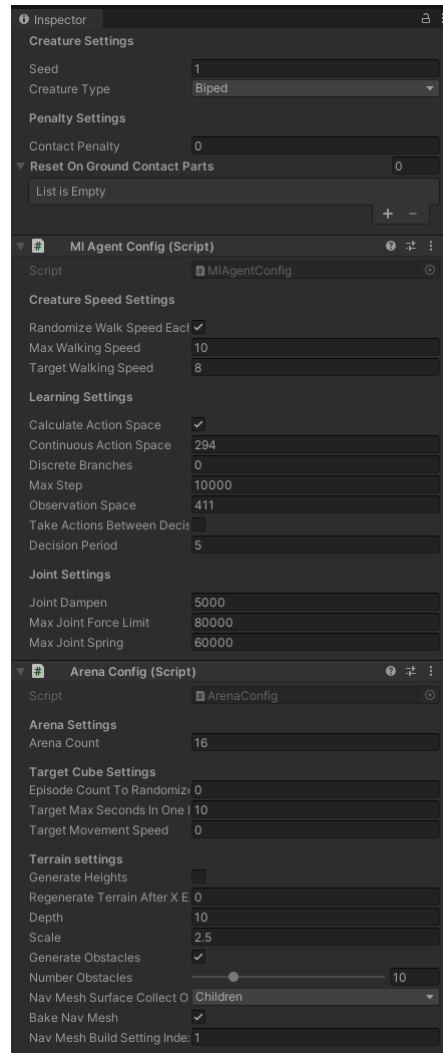 Inspector
Creature Settings
Seed 1
Creature Type Biped
Penalty Settings
Contact Penalty 0
Reset On Ground Contact Parts 0
List is Empty
+ −
# MI Agent Config (Script)
Script MIAgentConfig
Creature Speed Settings
Randomize Walk Speed Each
Max Walking Speed 10
Target Walking Speed 8
Learning Settings
Calculate Action Space
Continuous Action Space 294
Discrete Branches 0
Max Step 10000
Observation Space 411
Take Actions Between Decis
Decision Period 5
Joint Settings
Joint Dampen 5000
Max Joint Force Limit 80000
Max Joint Spring 60000
# Arena Config (Script)
Script ArenaConfig
Arena Settings
Arena Count 16
Target Cube Settings
Episode Count To Randomize 0
Target Max Seconds In One 10
Target Movement Speed 0
Terrain settings
Generate Heights
Regenerate Terrain After X E 0
Depth 10
Scale 2.5
Generate Obstacles
Number Obstacles 10
Nav Mesh Surface Collect O Children
Bake Nav Mesh
Nav Mesh Build Setting Inde 1